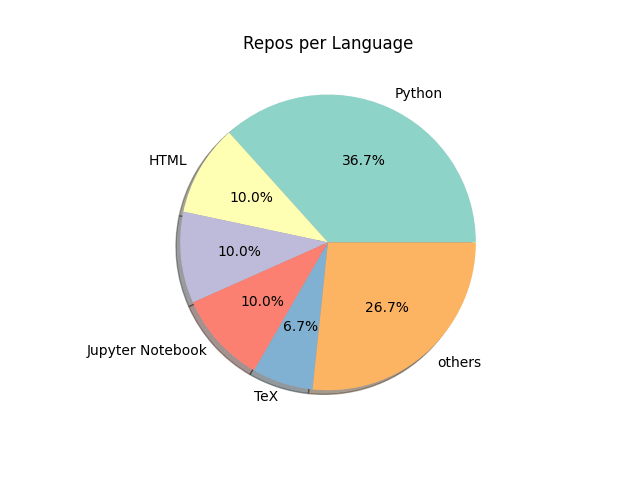 Repos per Language
Python
36.7%
HTML
10.0%
10.0%
Jupyter Notebook
10.0%
TeX
6.7%
others
26.7%